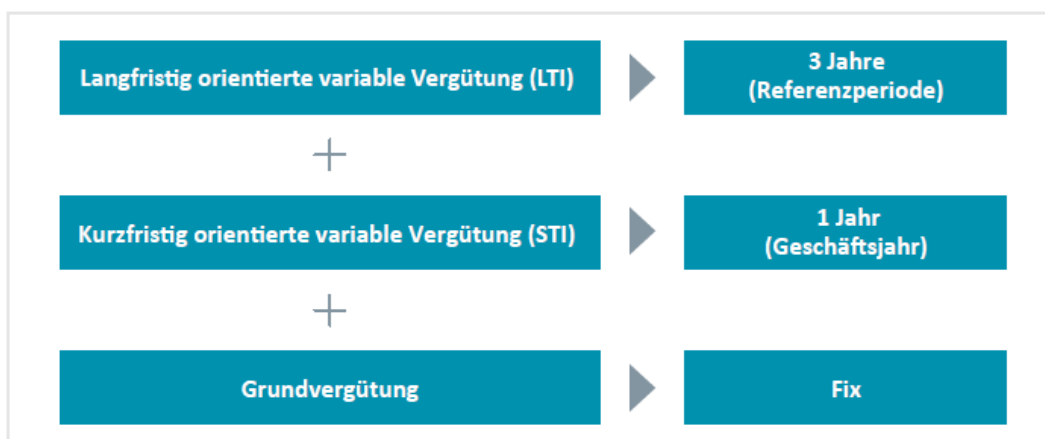 Langfristig orientierte variable Vergütung (LTI)
3 Jahre
(Referenzperiode)
+
Kurzfristig orientierte variable Vergütung (STI)
1 Jahr
(Geschäftsjahr)
+
Grundvergütung
Fix